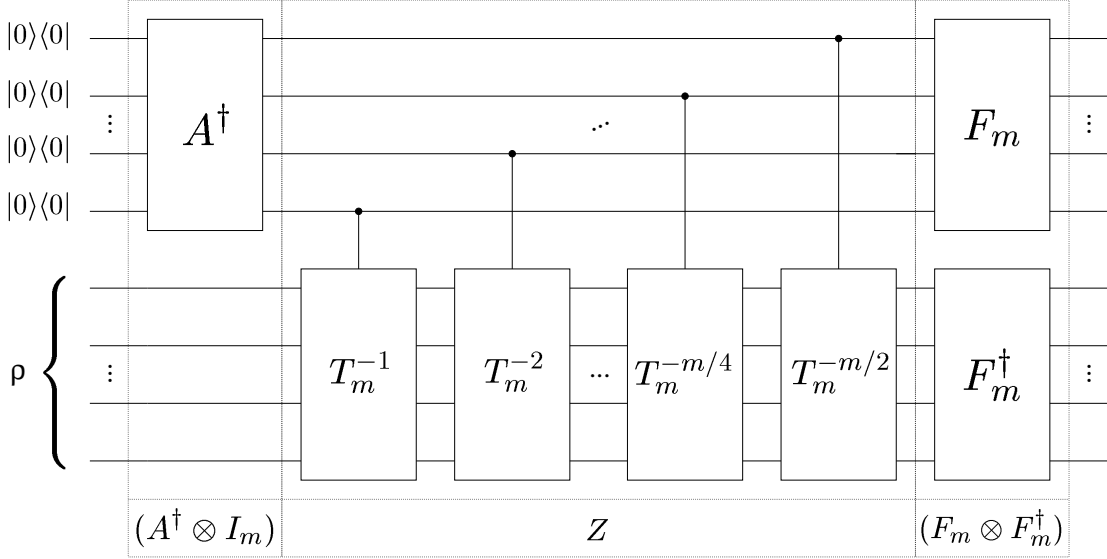 |0⟩⟨0|
|0⟩⟨0|
⋮ A† ⋰ F_m ⋮
|0⟩⟨0|
|0⟩⟨0|
ρ { ⋮ T_m^{-1} T_m^{-2} ... T_m^{-m/4} T_m^{-m/2} F_m^† ⋮
(A† ⊗ I_m) Z (F_m ⊗ F_m^†)